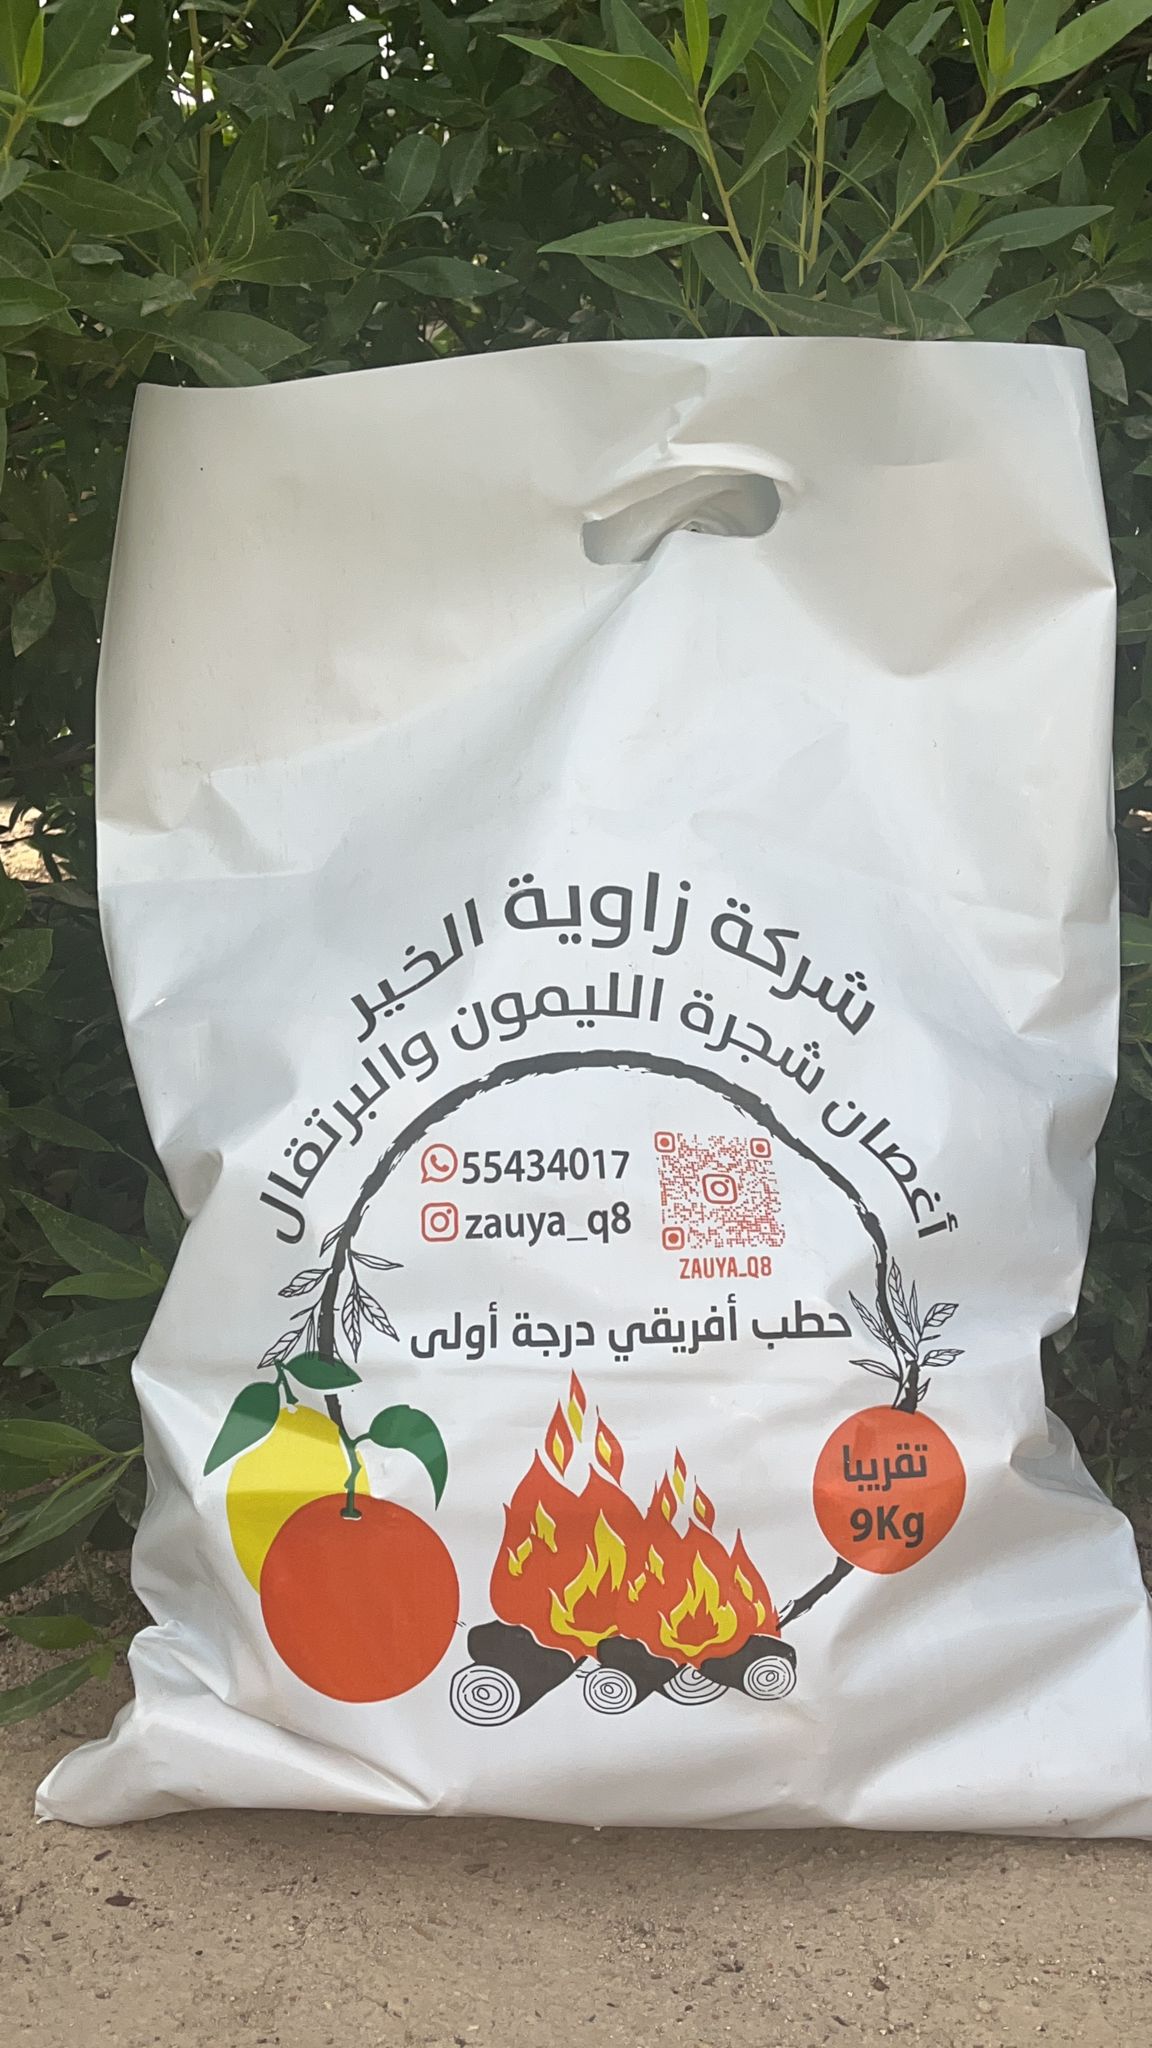 شركة زاوية الخير
أغصان شجرة الليمون والبرتقال
55434017
zauya_q8
ZAUYA_Q8
حطب أفريقي درجة أولى
تقريبا
9Kg